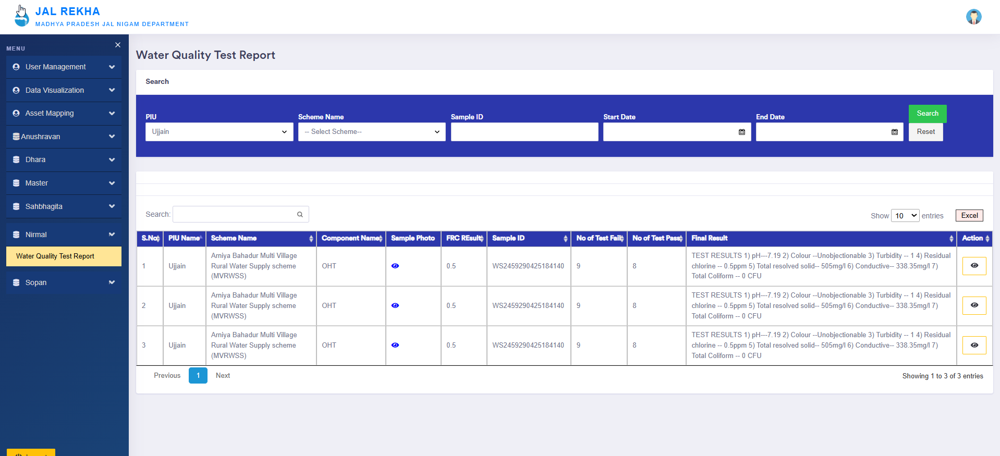 JAL REKHA
MADHYA PRADESH JAL NIGAM DEPARTMENT
MENU
User Management
Data Visualization
Asset Mapping
Anushravan
Dhara
Master
Sahbhagita
Nirmal
Water Quality Test Report
Sopan
Water Quality Test Report
Search
PIU
Scheme Name
Sample ID
Start Date
End Date
Search
Ujjain
-- Select Scheme--
Reset
Search:
Show 10 entries
Excel
S.No PIU Name Scheme Name Component Name Sample Photo FRC REsult Sample ID No of Test Fail No of Test Pass Final Result Action
1 Ujjain Arniya Bahadur Multi Village Rural Water Supply scheme (MVRWSS) OHT 0.5 WS2459290425184140 9 8 TEST RESULTS 1) pH---7.19 2) Colour --Unobjectionable 3) Turbidity -- 1 4) Residual chlorine -- 0.5ppm 5) Total resolved solid-- 505mg/l 6) Conductive-- 338.35mg/l 7) Total Coliform -- 0 CFU
2 Ujjain Arniya Bahadur Multi Village Rural Water Supply scheme (MVRWSS) OHT 0.5 WS2459290425184140 9 8 TEST RESULTS 1) pH---7.19 2) Colour --Unobjectionable 3) Turbidity -- 1 4) Residual chlorine -- 0.5ppm 5) Total resolved solid-- 505mg/l 6) Conductive-- 338.35mg/l 7) Total Coliform -- 0 CFU
3 Ujjain Arniya Bahadur Multi Village Rural Water Supply scheme (MVRWSS) OHT 0.5 WS2459290425184140 9 8 TEST RESULTS 1) pH---7.19 2) Colour --Unobjectionable 3) Turbidity -- 1 4) Residual chlorine -- 0.5ppm 5) Total resolved solid-- 505mg/l 6) Conductive-- 338.35mg/l 7) Total Coliform -- 0 CFU
Previous 1 Next
Showing 1 to 3 of 3 entries